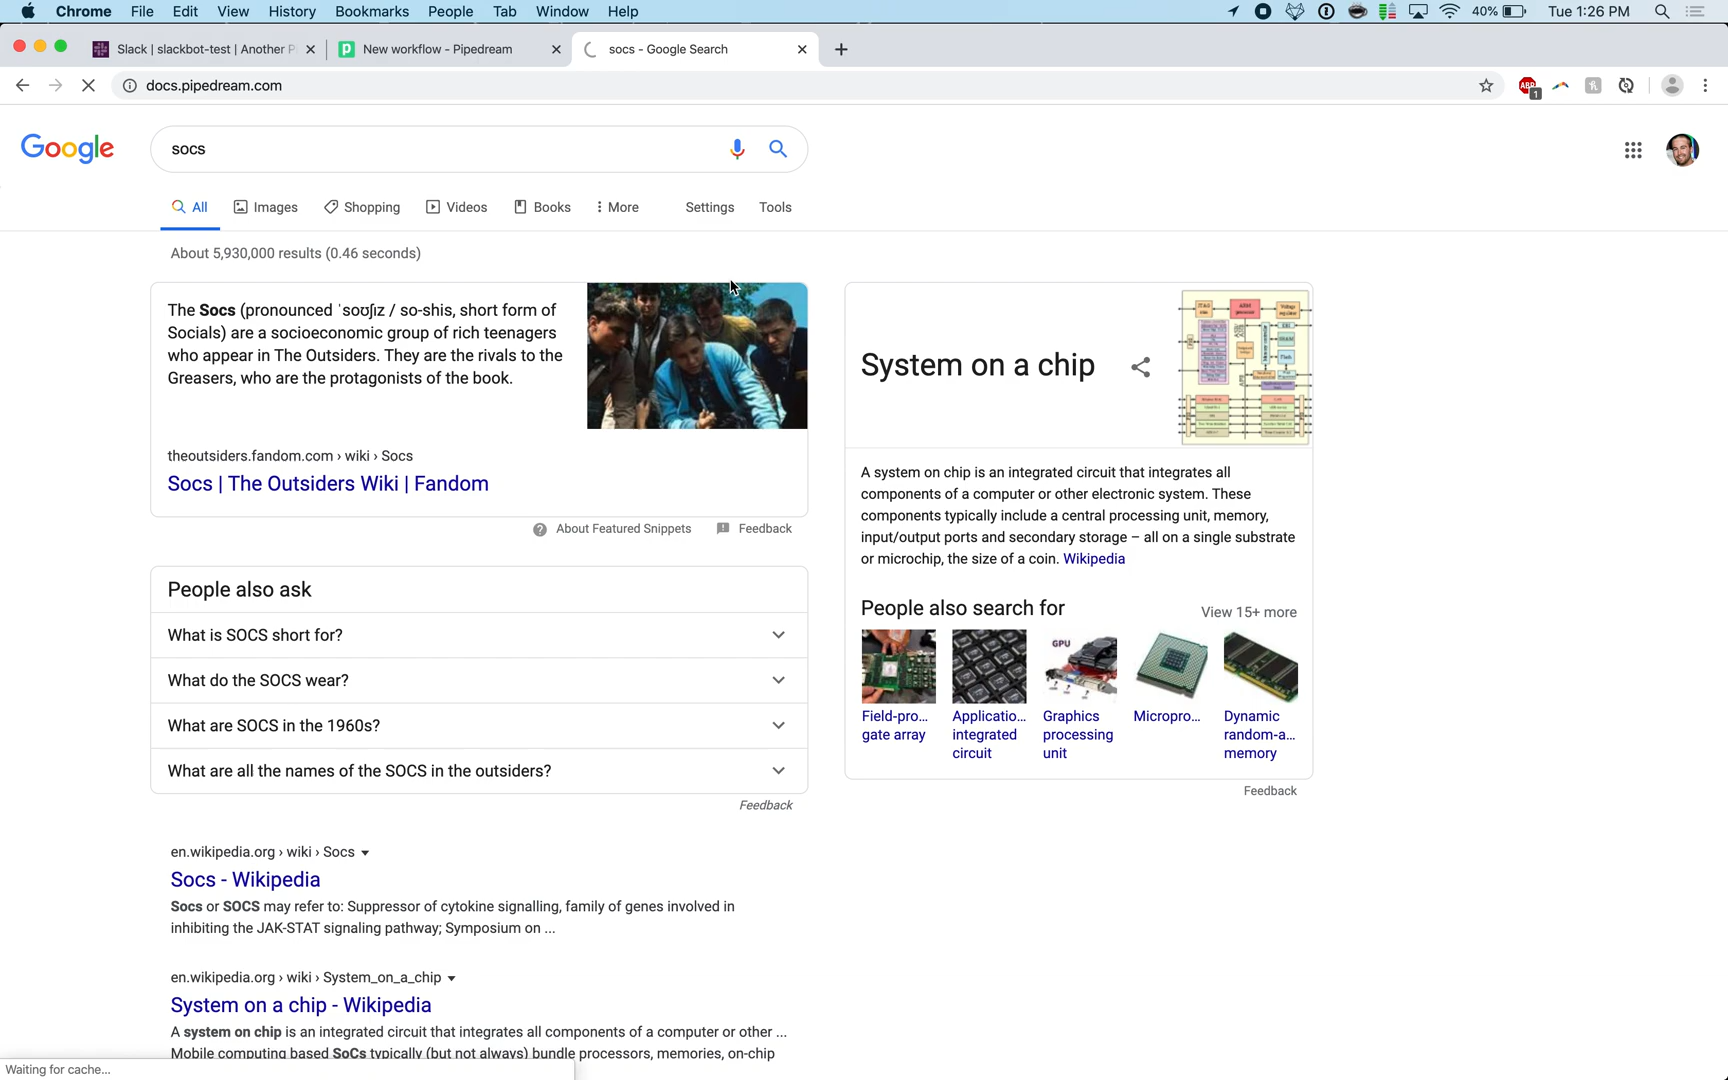 Chrome File Edit View History Bookmarks People Tab Window Help 40% Tue 1:26 PM
Slack | slackbot-test | Another P New workflow - Pipedream socs - Google Search
docs.pipedream.com
ABP 1
Google socs
All Images Shopping Videos Books More Settings Tools
About 5,930,000 results (0.46 seconds)
The Socs (pronounced ˈsoʊʃɪz / so-shis, short form of
Socials) are a socioeconomic group of rich teenagers
who appear in The Outsiders. They are the rivals to the
Greasers, who are the protagonists of the book.
theoutsiders.fandom.com › wiki › Socs
Socs | The Outsiders Wiki | Fandom
About Featured Snippets Feedback
People also ask
What is SOCS short for?
What do the SOCS wear?
What are SOCS in the 1960s?
What are all the names of the SOCS in the outsiders?
Feedback
en.wikipedia.org › wiki › Socs
Socs - Wikipedia
Socs or SOCS may refer to: Suppressor of cytokine signalling, family of genes involved in
inhibiting the JAK-STAT signaling pathway; Symposium on ...
en.wikipedia.org › wiki › System_on_a_chip
System on a chip - Wikipedia
A system on chip is an integrated circuit that integrates all components of a computer or other ...
Mobile computing based SoCs typically (but not always) bundle processors, memories, on-chip
System on a chip
A system on chip is an integrated circuit that integrates all
components of a computer or other electronic system. These
components typically include a central processing unit, memory,
input/output ports and secondary storage – all on a single substrate
or microchip, the size of a coin. Wikipedia
People also search for View 15+ more
GPU
Field-pro... Applicatio... Graphics Micropro... Dynamic
gate array integrated processing random-a...
circuit unit memory
Feedback
Waiting for cache...